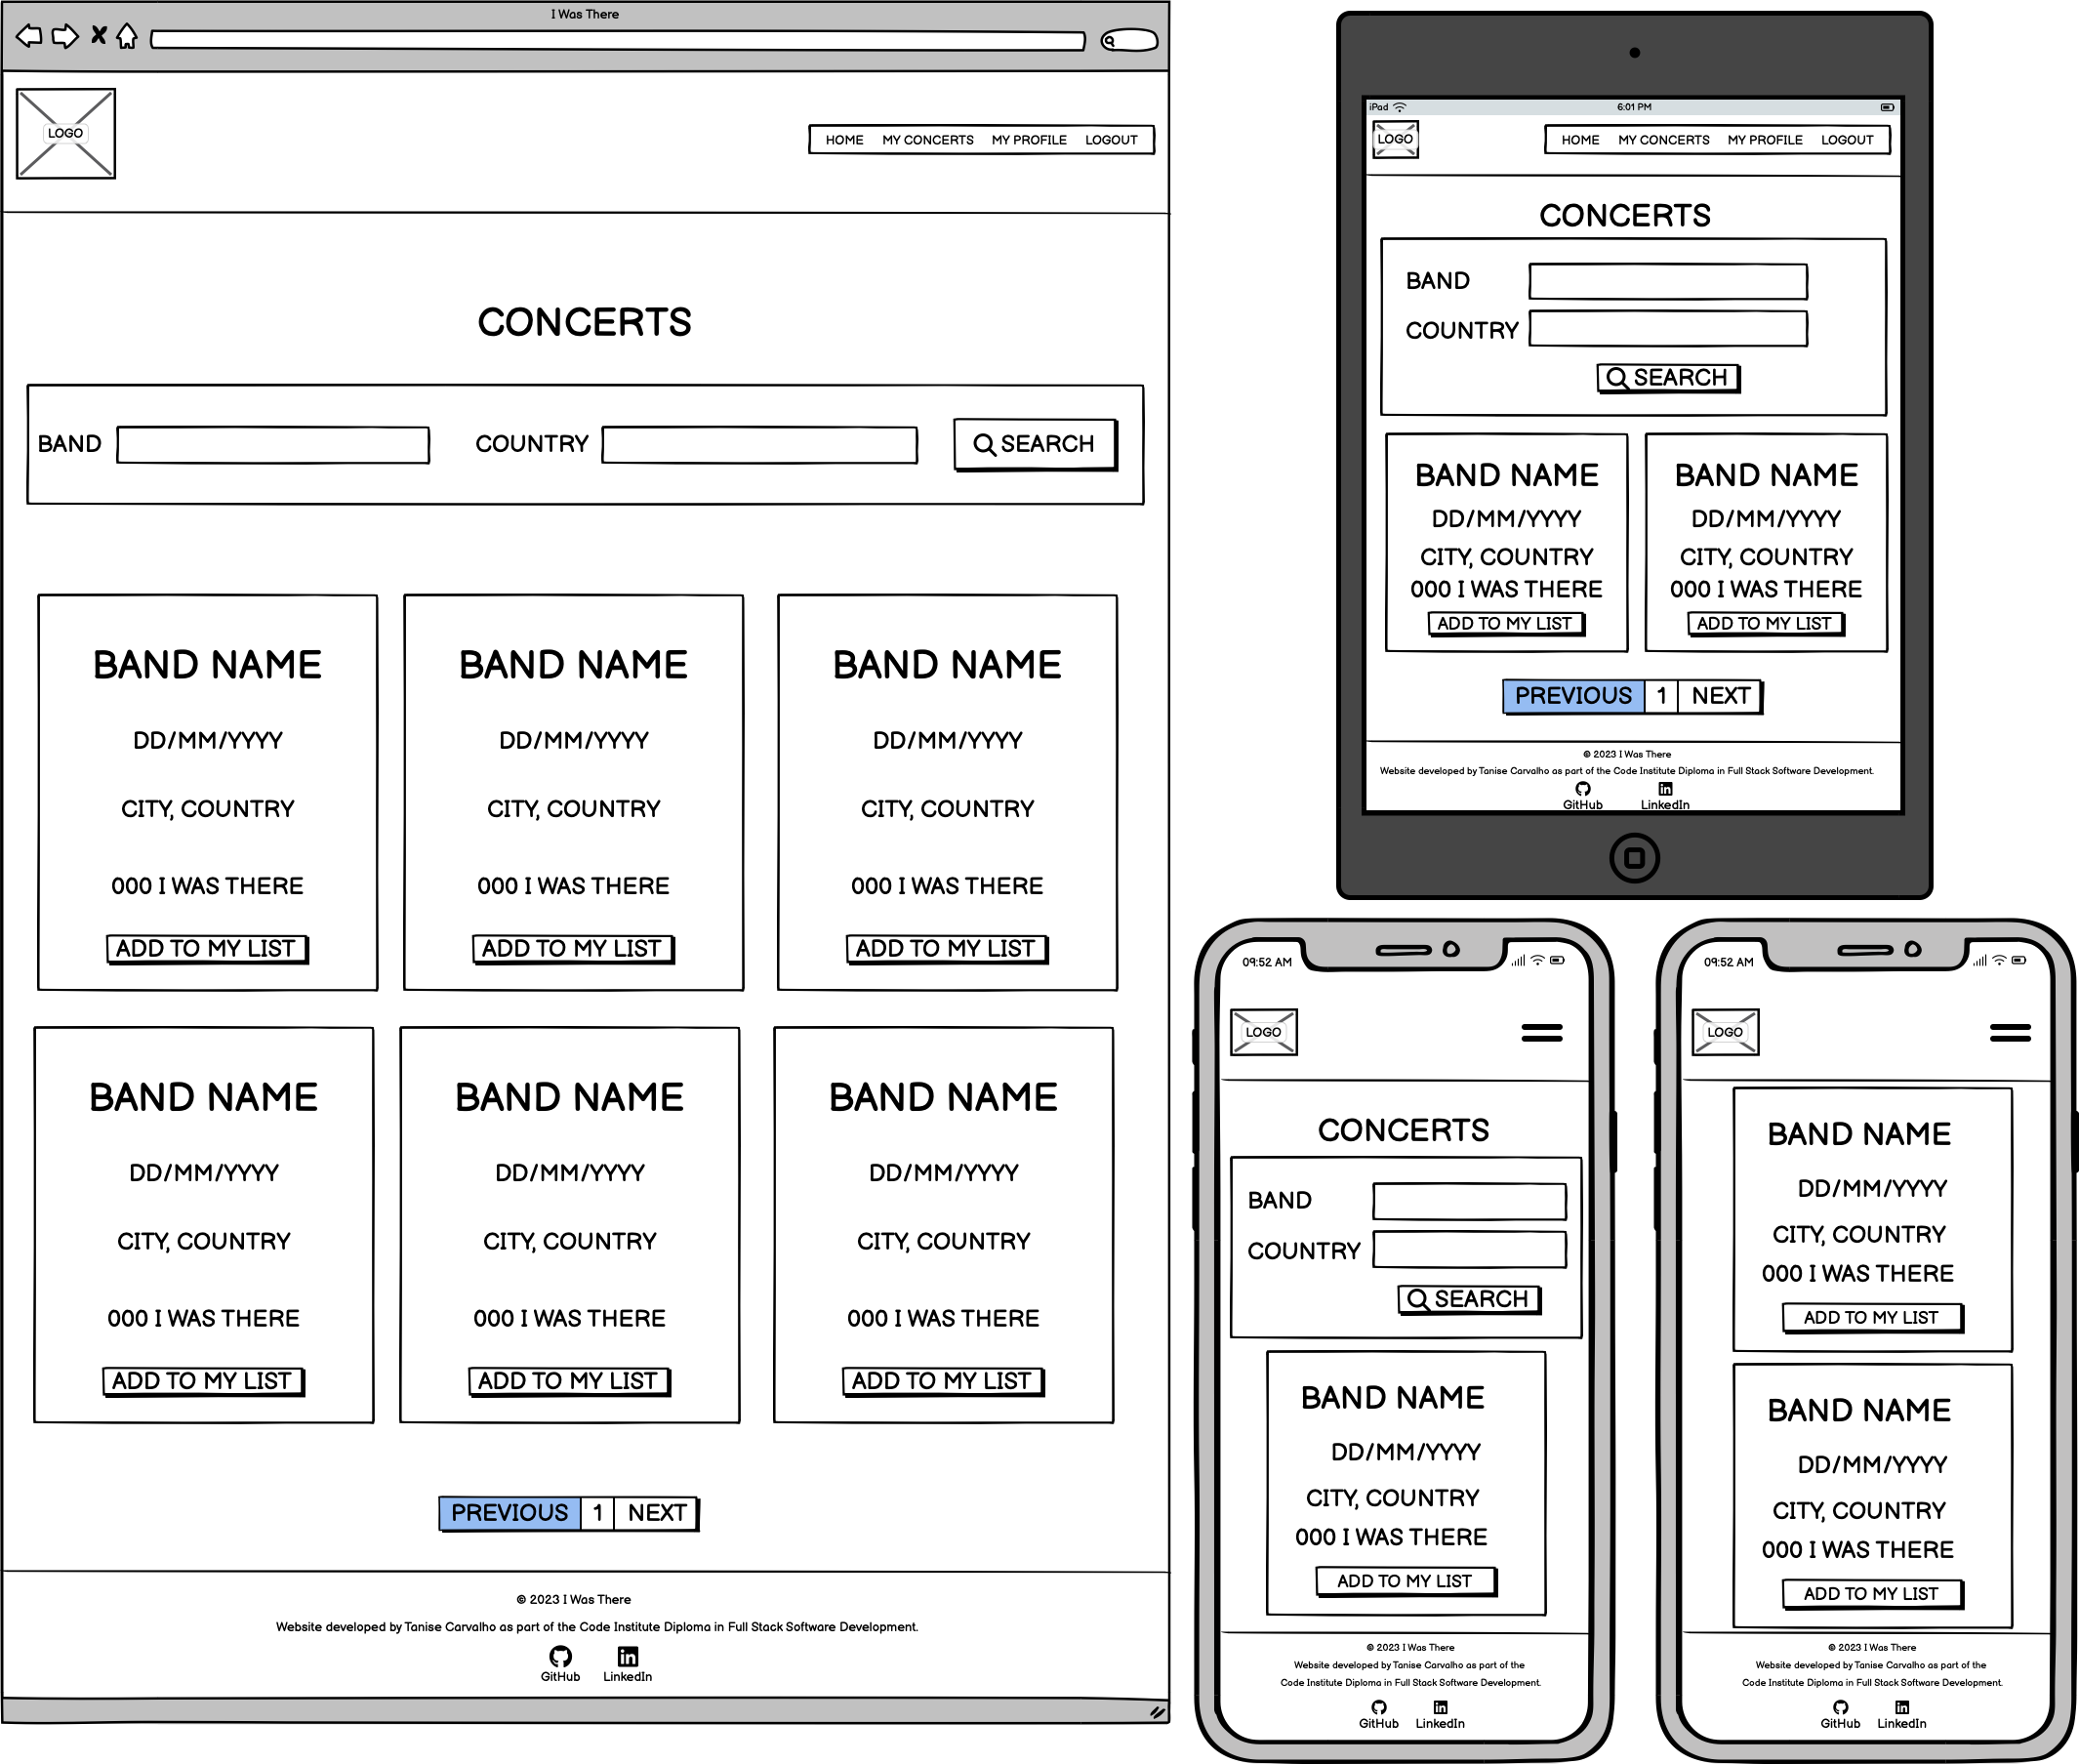 I Was There
LOGO
HOME MY CONCERTS MY PROFILE LOGOUT
CONCERTS
BAND COUNTRY SEARCH
BAND NAME BAND NAME BAND NAME
DD/MM/YYYY DD/MM/YYYY DD/MM/YYYY
CITY, COUNTRY CITY, COUNTRY CITY, COUNTRY
000 I WAS THERE 000 I WAS THERE 000 I WAS THERE
ADD TO MY LIST ADD TO MY LIST ADD TO MY LIST
BAND NAME BAND NAME BAND NAME
DD/MM/YYYY DD/MM/YYYY DD/MM/YYYY
CITY, COUNTRY CITY, COUNTRY CITY, COUNTRY
000 I WAS THERE 000 I WAS THERE 000 I WAS THERE
ADD TO MY LIST ADD TO MY LIST ADD TO MY LIST
PREVIOUS 1 NEXT
© 2023 I Was There
Website developed by Tanise Carvalho as part of the Code Institute Diploma in Full Stack Software Development.
GitHub LinkedIn
iPad 6:01 PM
LOGO
HOME MY CONCERTS MY PROFILE LOGOUT
CONCERTS
BAND
COUNTRY
SEARCH
BAND NAME BAND NAME
DD/MM/YYYY DD/MM/YYYY
CITY, COUNTRY CITY, COUNTRY
000 I WAS THERE 000 I WAS THERE
ADD TO MY LIST ADD TO MY LIST
PREVIOUS 1 NEXT
© 2023 I Was There
Website developed by Tanise Carvalho as part of the Code Institute Diploma in Full Stack Software Development.
GitHub LinkedIn
09:52 AM
LOGO
CONCERTS
BAND
COUNTRY
SEARCH
BAND NAME
DD/MM/YYYY
CITY, COUNTRY
000 I WAS THERE
ADD TO MY LIST
© 2023 I Was There
Website developed by Tanise Carvalho as part of the
Code Institute Diploma in Full Stack Software Development.
GitHub LinkedIn
09:52 AM
LOGO
BAND NAME
DD/MM/YYYY
CITY, COUNTRY
000 I WAS THERE
ADD TO MY LIST
BAND NAME
DD/MM/YYYY
CITY, COUNTRY
000 I WAS THERE
ADD TO MY LIST
© 2023 I Was There
Website developed by Tanise Carvalho as part of the
Code Institute Diploma in Full Stack Software Development.
GitHub LinkedIn